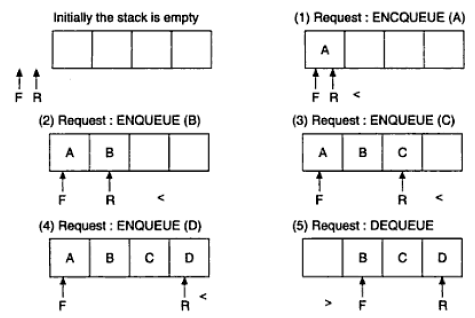 Initially the stack is empty
F R
(1) Request : ENCQUEUE (A)
A
F R <
(2) Request : ENQUEUE (B)
A B
F R <
(3) Request : ENQUEUE (C)
A B C
F R <
(4) Request : ENQUEUE (D)
A B C D
F R <
(5) Request : DEQUEUE
B C D
> F R